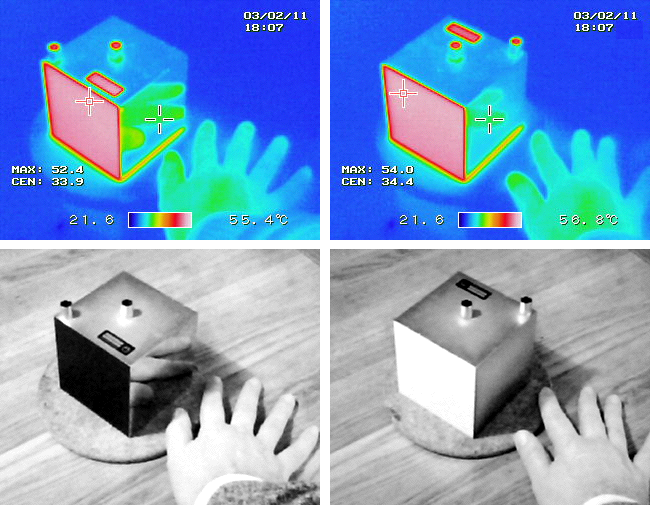 03/02/11
18:07
MAX: 52.4
CEN: 33.9
21.6 55.4°C
03/02/11
18:07
MAX: 54.0
CEN: 34.4
21.6 56.8°C